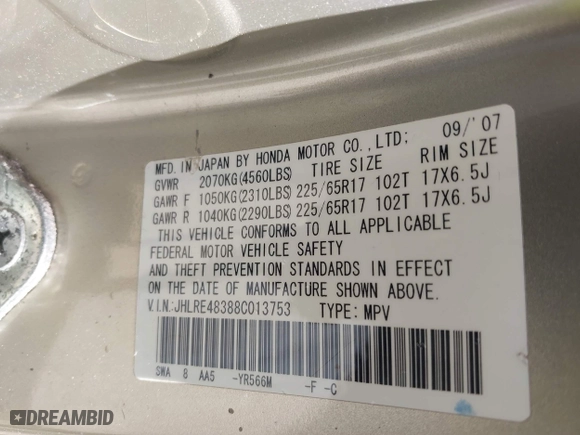 MFD. IN JAPAN BY HONDA MOTOR CO., LTD; 09/'07
GVWR 2070KG(4560LBS) TIRE SIZE RIM SIZE
GAWR F 1050KG(2310LBS) 225/65R17 102T 17X6.5J
GAWR R 1040KG(2290LBS) 225/65R17 102T 17X6.5J
THIS VEHICLE CONFORMS TO ALL APPLICABLE
FEDERAL MOTOR VEHICLE SAFETY
AND THEFT PREVENTION STANDARDS IN EFFECT
ON THE DATE OF MANUFACTURE SHOWN ABOVE.
V.I.N:JHLRE48388C013753 TYPE: MPV
SWA 8 AA5 -YR566M -F -C
DREAMBID